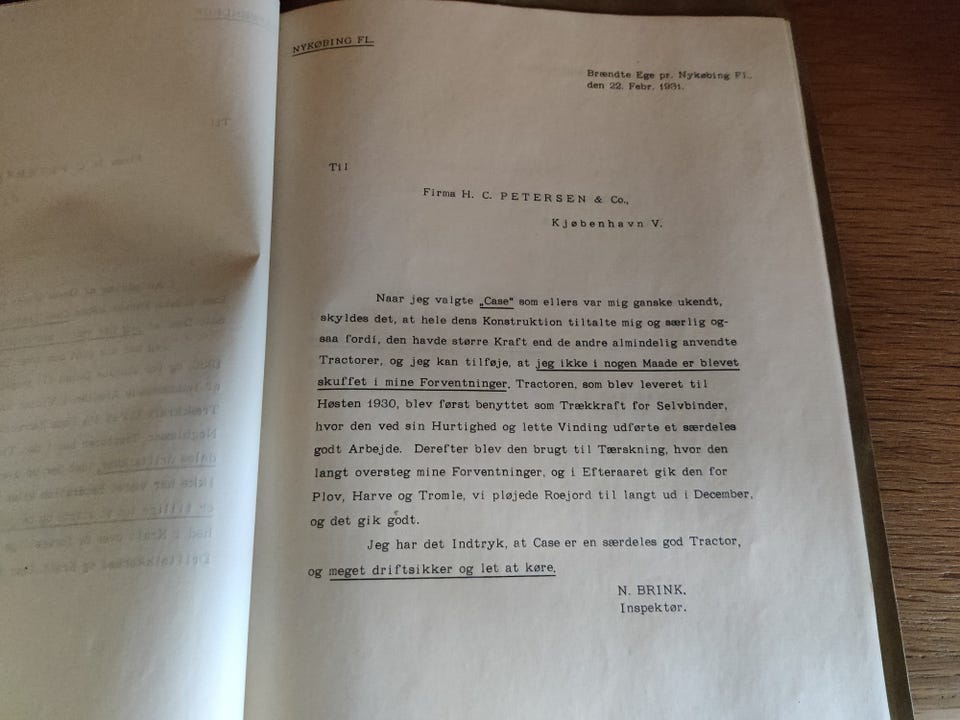 NYKØBING FL.
Brændte Ege pr. Nykøbing Fl.,
den 22. Febr. 1931.
Til
Firma H. C. PETERSEN & Co.,
Kjøbenhavn V.
Naar jeg valgte „Case“ som ellers var mig ganske ukendt,
skyldes det, at hele dens Konstruktion tiltalte mig og særlig og-
saa fordi, den havde större Kraft end de andre almindelig anvendte
Tractorer, og jeg kan tilføje, at jeg ikke i nogen Maade er blevet
skuffet i mine Forventninger. Tractoren, som blev leveret til
Høsten 1930, blev først benyttet som Trækkraft for Selvbinder,
hvor den ved sin Hurtighed og lette Vinding udførte et særdeles
godt Arbejde. Derefter blev den brugt til Tærskning, hvor den
langt oversteg mine Forventninger, og i Efteraaret gik den for
Plov, Harve og Tromle, vi pløjede Roejord til langt ud i December,
og det gik godt.
Jeg har det Indtryk, at Case er en særdeles god Tractor,
og meget driftsikker og let at køre.
N. BRINK.
Inspektør.